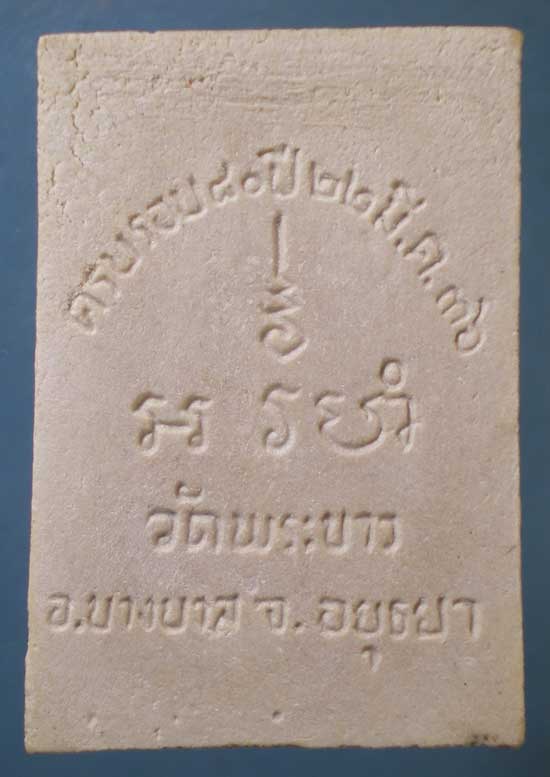 ครบรอบ ๘๐ ปี ๒๒ มี.ค. ๓๖
วัดพระขาว
อ.บางบาล จ. อยุธยา